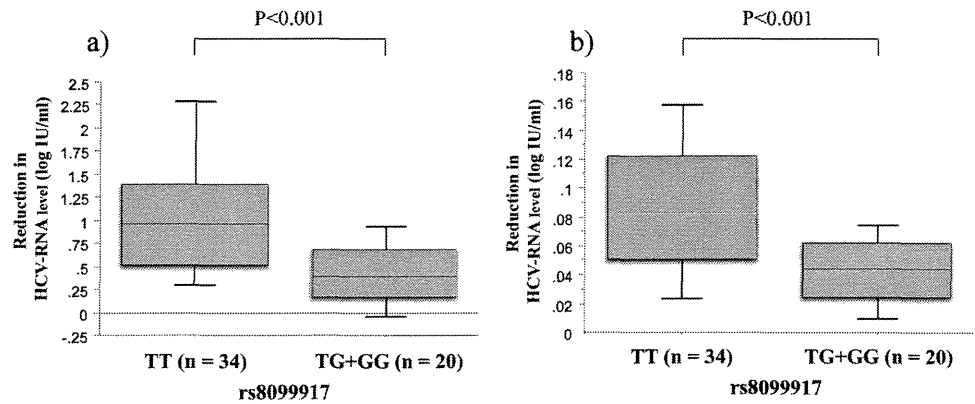 P<0.001
a)
Reduction in
HCV-RNA level (log IU/ml)
2.5
2.25
2
1.75
1.5
1.25
1
.75
.5
.25
0
-.25
TT (n = 34)
TG+GG (n = 20)
rs8099917
P<0.001
b)
Reduction in
HCV-RNA level (log IU/ml)
.18
.16
.14
.12
.1
.08
.06
.04
.02
0
TT (n = 34)
TG+GG (n = 20)
rs8099917